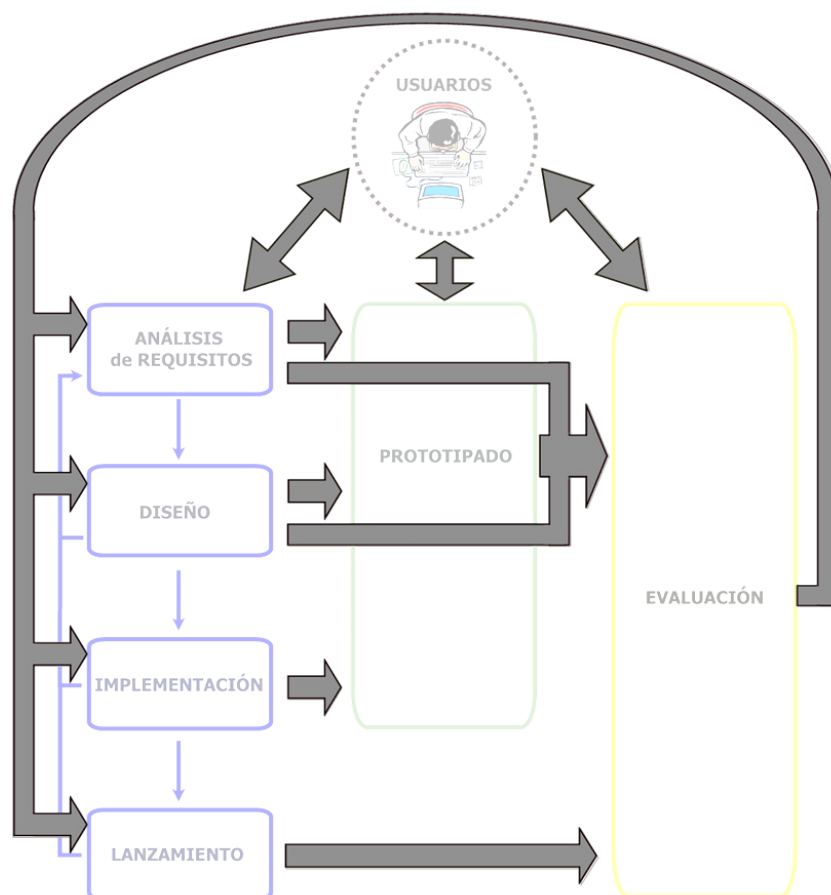 USUARIOS
ANÁLISIS
de REQUISITOS
PROTOTIPADO
DISEÑO
EVALUACIÓN
IMPLEMENTACIÓN
LANZAMIENTO